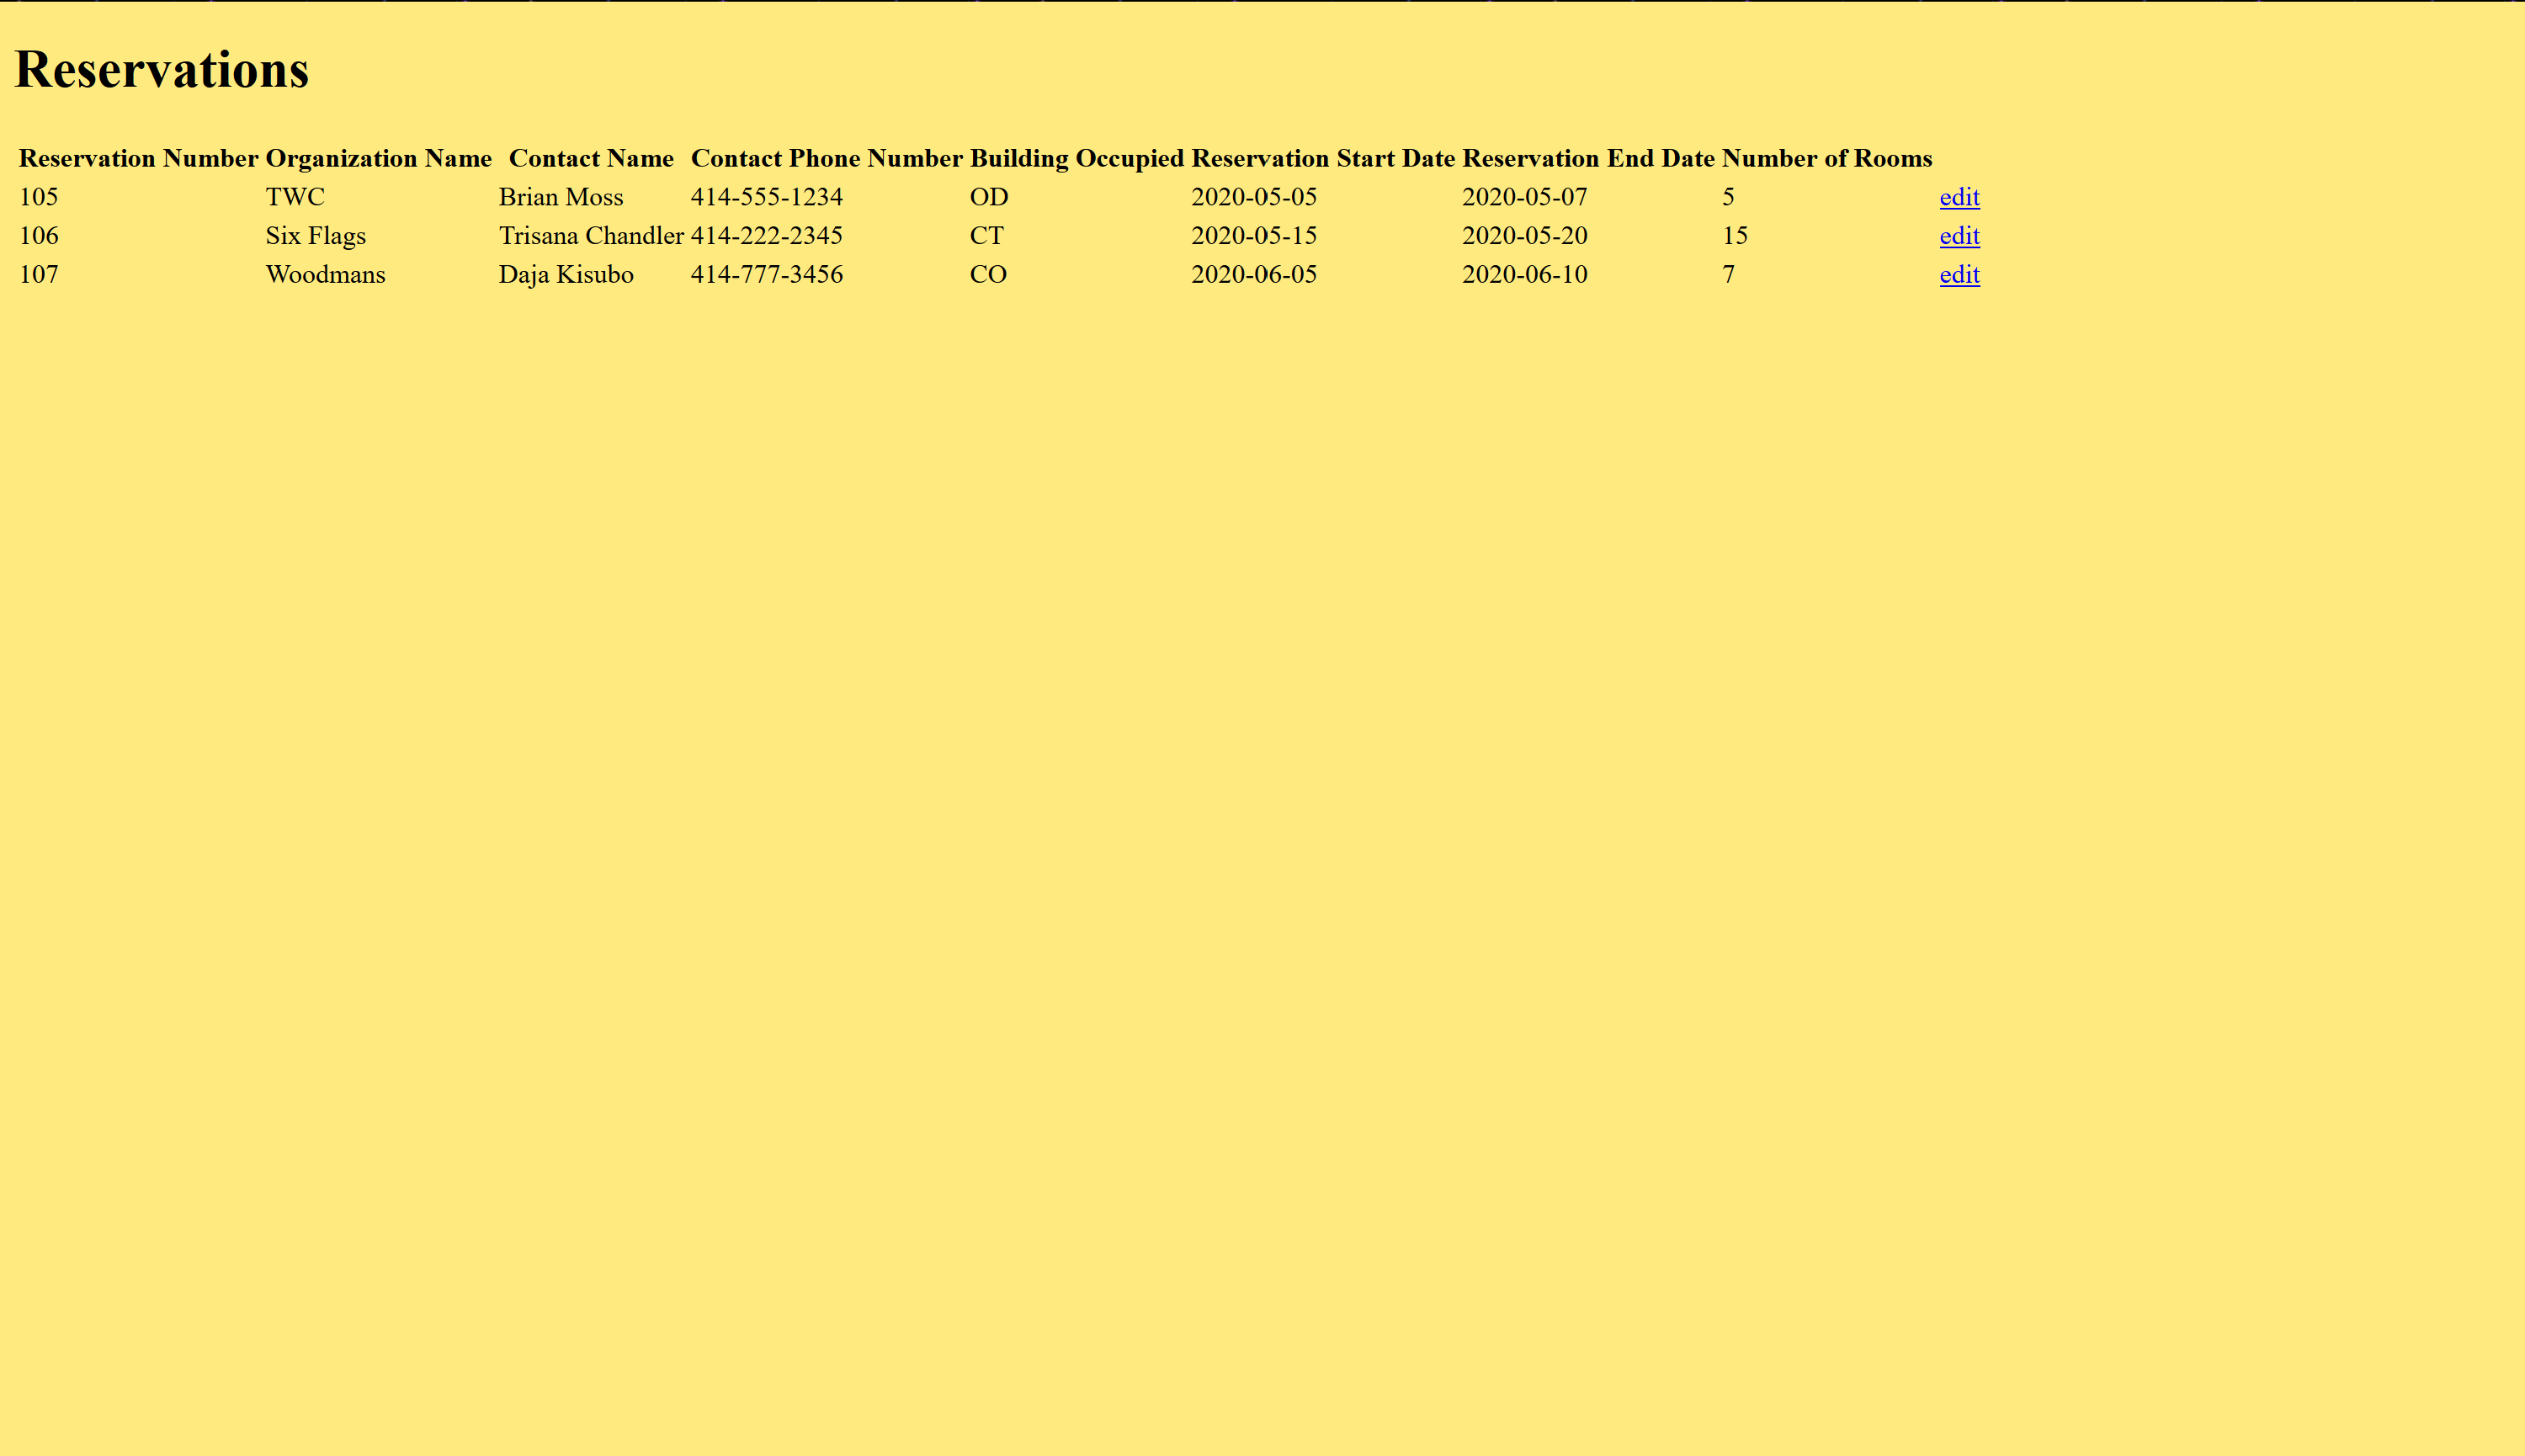 Reservations
Reservation Number Organization Name Contact Name Contact Phone Number Building Occupied Reservation Start Date Reservation End Date Number of Rooms
105 TWC Brian Moss 414-555-1234 OD 2020-05-05 2020-05-07 5 edit
106 Six Flags Trisana Chandler 414-222-2345 CT 2020-05-15 2020-05-20 15 edit
107 Woodmans Daja Kisubo 414-777-3456 CO 2020-06-05 2020-06-10 7 edit